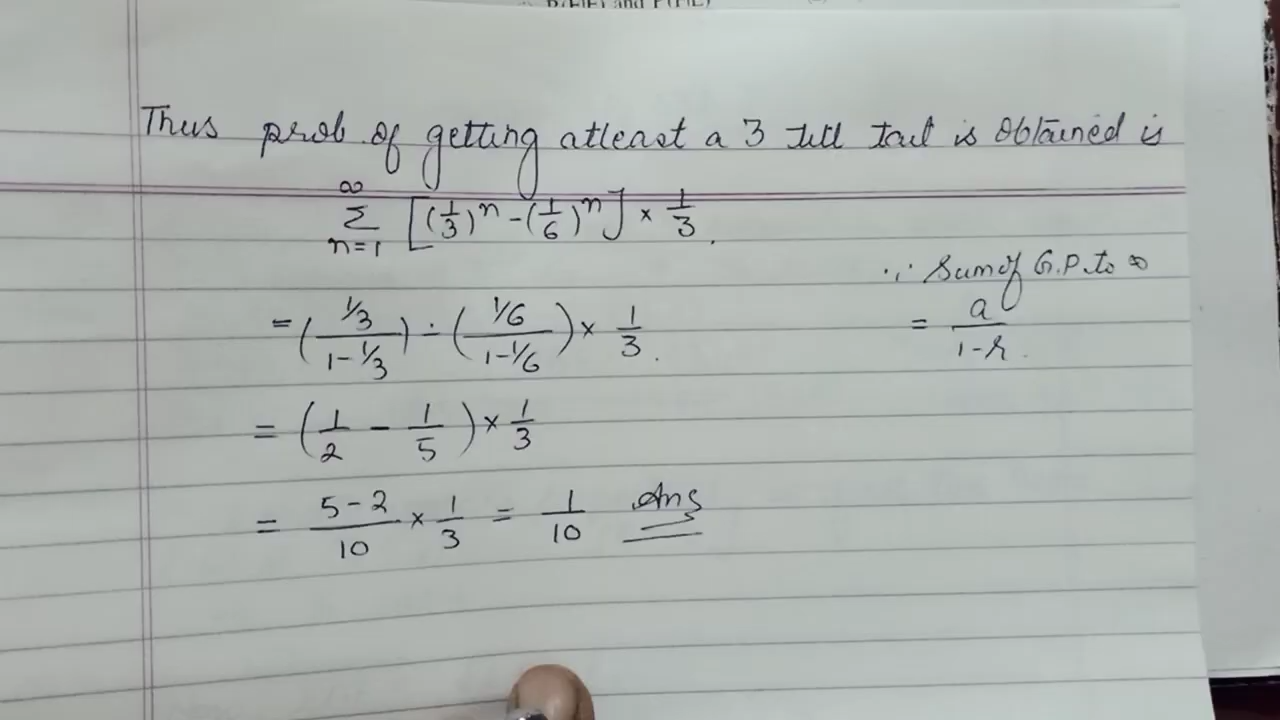 P(E|F) and P(F|E)
Thus prob. of getting atleast a 3 till tail is obtained is
∞
Σ [(1/3)^n - (1/6)^n] × 1/3.
n=1
∵ Sum of G.P. to ∞
= (1/3 / 1-1/3) - (1/6 / 1-1/6) × 1/3.
= a / 1-r.
= (1/2 - 1/5) × 1/3
= 5-2 / 10 × 1/3 = 1/10 Ans